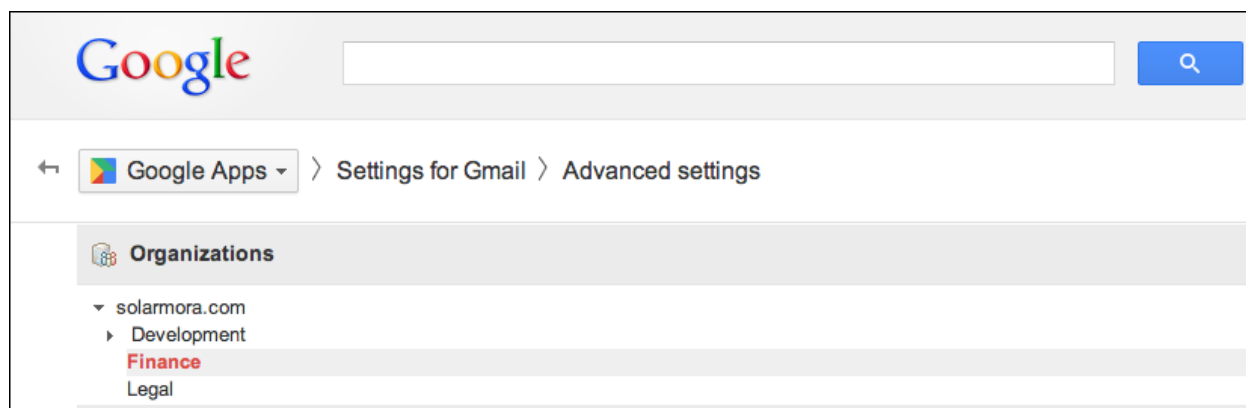 Google
Google Apps 〉 Settings for Gmail 〉 Advanced settings
Organizations
solarmora.com
Development
Finance
Legal